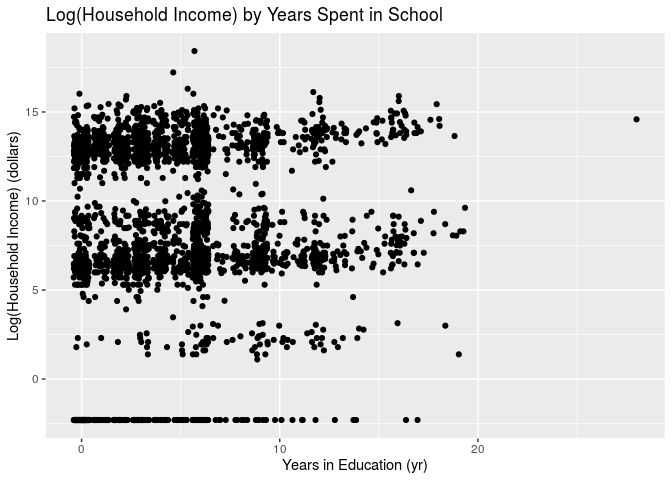 Log(Household Income) by Years Spent in School
Log(Household Income) (dollars)
15
10
5
0
0 10 20
Years in Education (yr)